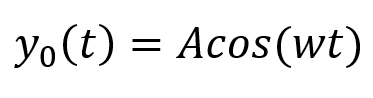 y₀(t) = Acos(wt)